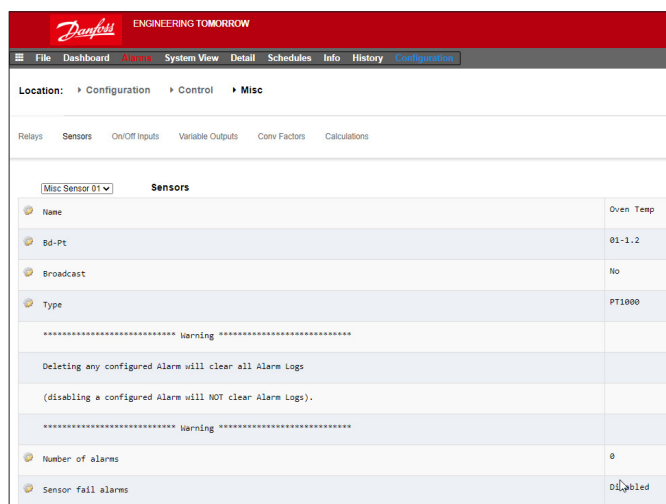 Danfoss ENGINEERING TOMORROW
File Dashboard Alarms System View Detail Schedules Info History Configuration
Location: Configuration Control Misc
Relays Sensors On/Off Inputs Variable Outputs Conv Factors Calculations
Misc Sensor 01 Sensors
Name Oven Temp
Bd-Pt 01-1.2
Broadcast No
Type PT1000
**************************** Warning ****************************
Deleting any configured Alarm will clear all Alarm Logs
(disabling a configured Alarm will NOT clear Alarm Logs).
**************************** Warning ****************************
Number of alarms 0
Sensor fail alarms Disabled